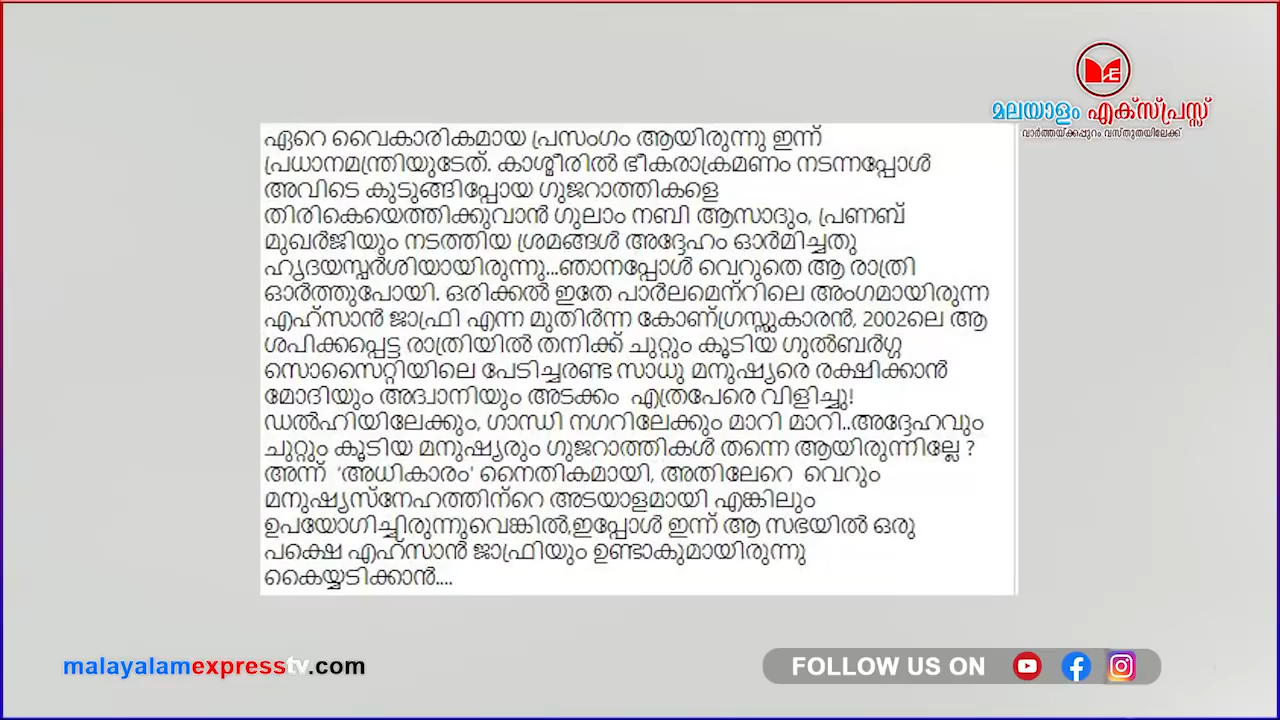 മലയാളം എക്സ്പ്രസ്സ്
വാർത്തയ്ക്കപ്പുറം വസ്തുതയിലേക്ക്
ഏറെ വൈകാരികമായ പ്രസംഗം ആയിരുന്നു ഇന്ന്
പ്രധാനമന്ത്രിയുടേത്. കാശ്മീരിൽ ഭീകരാക്രമണം നടന്നപ്പോൾ
അവിടെ കുടുങ്ങിപ്പോയ ഗുജറാത്തികളെ
തിരികെയെത്തിക്കുവാൻ ഗുലാം നബി ആസാദും, പ്രണബ്
മുഖർജിയും നടത്തിയ ശ്രമങ്ങൾ അദ്ദേഹം ഓർമിച്ചതു
ഹൃദയസ്പർശിയായിരുന്നു...ഞാനപ്പോൾ വെറുതെ ആ രാത്രി
ഓർത്തുപോയി. ഒരിക്കൽ ഇതേ പാർലമെന്റിലെ അംഗമായിരുന്ന
എഹ്സാൻ ജാഫ്രി എന്ന മുതിർന്ന കോണ്ഗ്രസ്സുകാരൻ, 2002ലെ ആ
ശപിക്കപ്പെട്ട രാത്രിയിൽ തനിക്ക് ചുറ്റും കൂടിയ ഗുൽബർഗ്ഗ
സൊസൈറ്റിയിലെ പേടിച്ചരണ്ട സാധു മനുഷ്യരെ രക്ഷിക്കാൻ
മോദിയും അദ്വാനിയും അടക്കം എത്രപേരെ വിളിച്ചു!
ഡൽഹിയിലേക്കും, ഗാന്ധി നഗറിലേക്കും മാറി മാറി..അദ്ദേഹവും
ചുറ്റും കൂടിയ മനുഷ്യരും ഗുജറാത്തികൾ തന്നെ ആയിരുന്നില്ലേ ?
അന്ന് 'അധികാരം' നൈതികമായി, അതിലേറെ വെറും
മനുഷ്യസ്നേഹത്തിന്റെ അടയാളമായി എങ്കിലും
ഉപയോഗിച്ചിരുന്നുവെങ്കിൽ,ഇപ്പോൾ ഇന്ന് ആ സഭയിൽ ഒരു
പക്ഷെ എഹ്സാൻ ജാഫ്രിയും ഉണ്ടാകുമായിരുന്നു
കൈയ്യടിക്കാൻ....
malayalamexpresstv.com
FOLLOW US ON